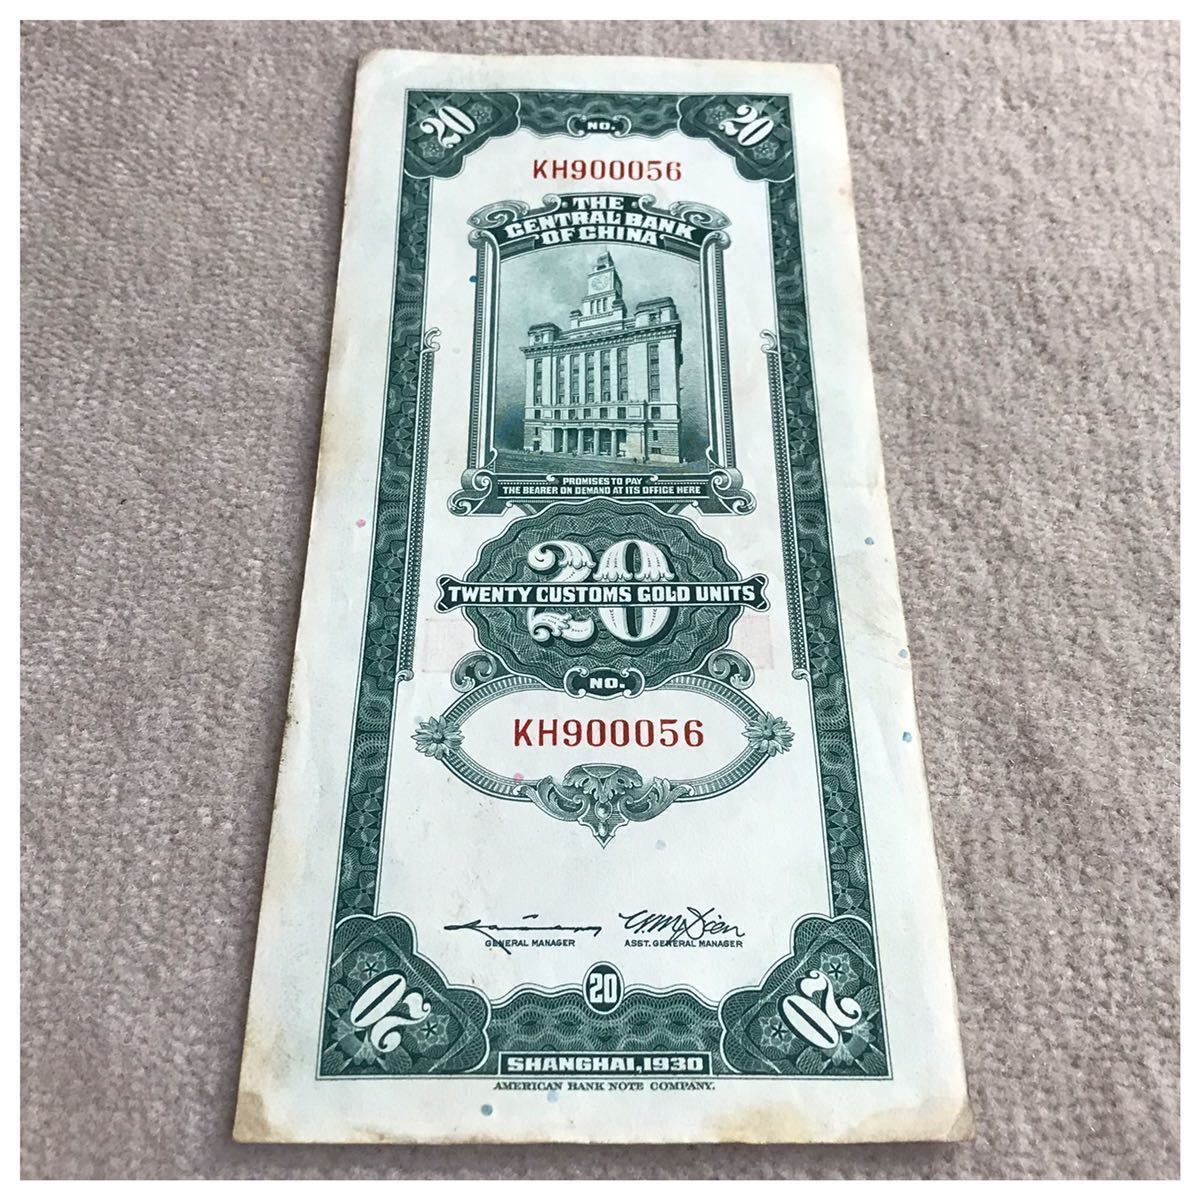 20 20
NO.
KH900056
THE
CENTRAL BANK
OF CHINA
PROMISES TO PAY
THE BEARER ON DEMAND AT ITS OFFICE HERE
20
TWENTY CUSTOMS GOLD UNITS
NO.
KH900056
GENERAL MANAGER ASST. GENERAL MANAGER
20 20 20
SHANGHAI, 1930
AMERICAN BANK NOTE COMPANY.